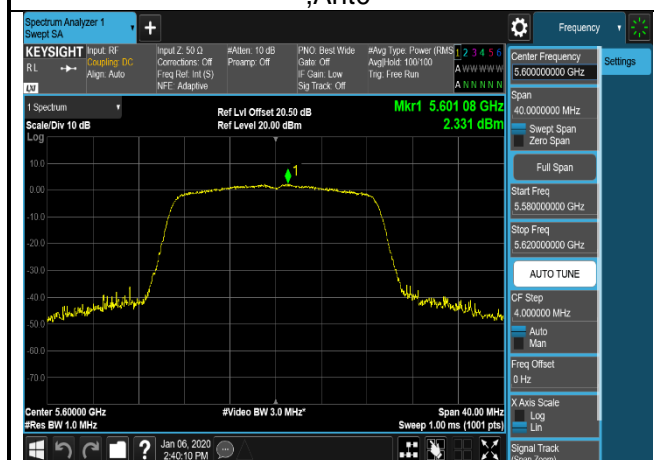 ,Ant0
Spectrum Analyzer 1
Swept SA
Frequency
KEYSIGHT
R L
Input: RF
Coupling: DC
Align: Auto
Input Z: 50 Ω
Corrections: Off
Freq Ref: Int (S)
NFE: Adaptive
#Atten: 10 dB
Preamp: Off
PNO: Best Wide
Gate: Off
IF Gain: Low
Sig Track: Off
#Avg Type: Power (RMS)
Avg|Hold: 100/100
Trig: Free Run
1 2 3 4 5 6
A W W W W W
A N N N N N
Center Frequency
5.600000000 GHz
Settings
Span
40.0000000 MHz
Swept Span
Zero Span
Full Span
Start Freq
5.580000000 GHz
Stop Freq
5.620000000 GHz
AUTO TUNE
CF Step
4.000000 MHz
Auto
Man
Freq Offset
0 Hz
X Axis Scale
Log
Lin
Signal Track
(Span Zoom)
1 Spectrum
Scale/Div 10 dB
Log
Ref Lvl Offset 20.50 dB
Ref Level 20.00 dBm
Mkr1 5.601 08 GHz
2.331 dBm
1
10.0
0.00
-10.0
-20.0
-30.0
-40.0
-50.0
-60.0
-70.0
Center 5.60000 GHz
#Res BW 1.0 MHz
#Video BW 3.0 MHz*
Span 40.00 MHz
Sweep 1.00 ms (1001 pts)
Jan 06, 2020
2:40:10 PM